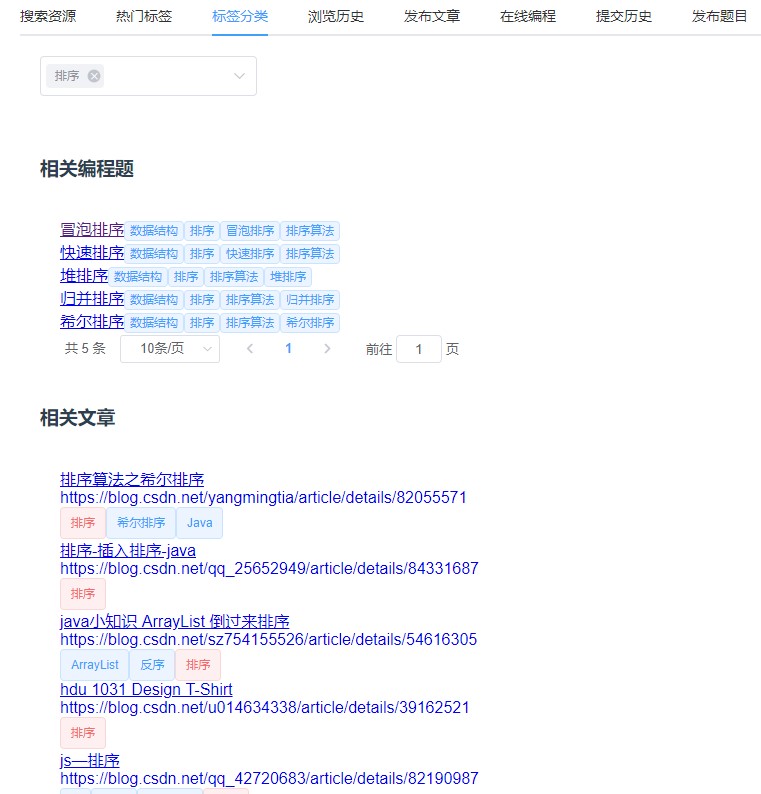 搜索资源 热门标签 标签分类 浏览历史 发布文章 在线编程 提交历史 发布题目
排序
相关编程题
冒泡排序 数据结构 排序 冒泡排序 排序算法
快速排序 数据结构 排序 快速排序 排序算法
堆排序 数据结构 排序 排序算法 堆排序
归并排序 数据结构 排序 排序算法 归并排序
希尔排序 数据结构 排序 排序算法 希尔排序
共 5 条 10条/页 1 前往 1 页
相关文章
排序算法之希尔排序
https://blog.csdn.net/yangmingtia/article/details/82055571
排序 希尔排序 Java
排序-插入排序-java
https://blog.csdn.net/qq_25652949/article/details/84331687
排序
java小知识 ArrayList 倒过来排序
https://blog.csdn.net/sz754155526/article/details/54616305
ArrayList 反序 排序
hdu 1031 Design T-Shirt
https://blog.csdn.net/u014634338/article/details/39162521
排序
js—排序
https://blog.csdn.net/qq_42720683/article/details/82190987